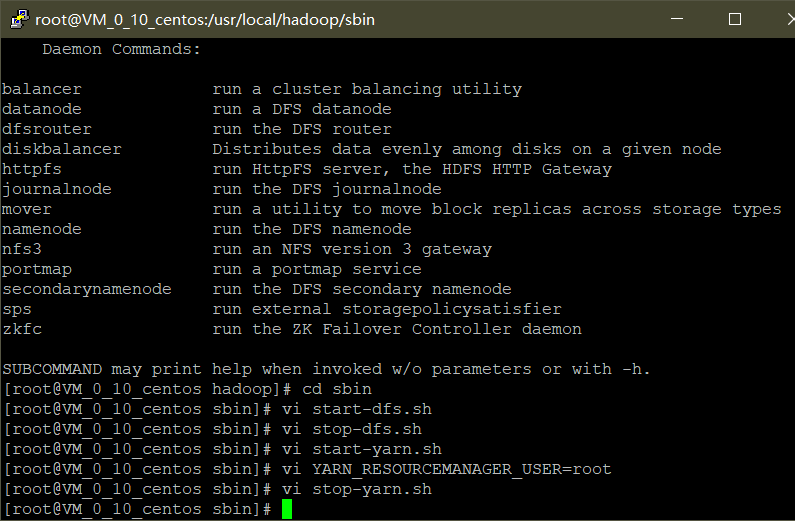 root@VM_0_10_centos:/usr/local/hadoop/sbin
Daemon Commands:
balancer run a cluster balancing utility
datanode run a DFS datanode
dfsrouter run the DFS router
diskbalancer Distributes data evenly among disks on a given node
httpfs run HttpFS server, the HDFS HTTP Gateway
journalnode run the DFS journalnode
mover run a utility to move block replicas across storage types
namenode run the DFS namenode
nfs3 run an NFS version 3 gateway
portmap run a portmap service
secondarynamenode run the DFS secondary namenode
sps run external storagepolicysatisfier
zkfc run the ZK Failover Controller daemon
SUBCOMMAND may print help when invoked w/o parameters or with -h.
[root@VM_0_10_centos hadoop]# cd sbin
[root@VM_0_10_centos sbin]# vi start-dfs.sh
[root@VM_0_10_centos sbin]# vi stop-dfs.sh
[root@VM_0_10_centos sbin]# vi start-yarn.sh
[root@VM_0_10_centos sbin]# vi YARN_RESOURCEMANAGER_USER=root
[root@VM_0_10_centos sbin]# vi stop-yarn.sh
[root@VM_0_10_centos sbin]#